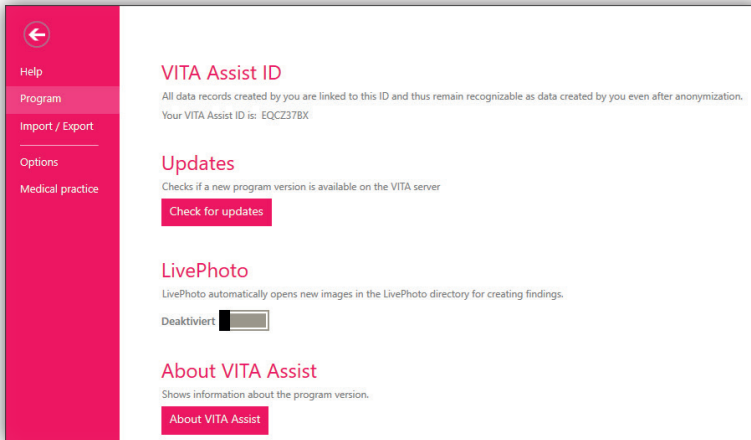 Help
Program
Import / Export
Options
Medical practice
VITA Assist ID
All data records created by you are linked to this ID and thus remain recognizable as data created by you even after anonymization.
Your VITA Assist ID is: EQCZ37BX
Updates
Checks if a new program version is available on the VITA server
Check for updates
LivePhoto
LivePhoto automatically opens new images in the LivePhoto directory for creating findings.
Deaktiviert
About VITA Assist
Shows information about the program version.
About VITA Assist